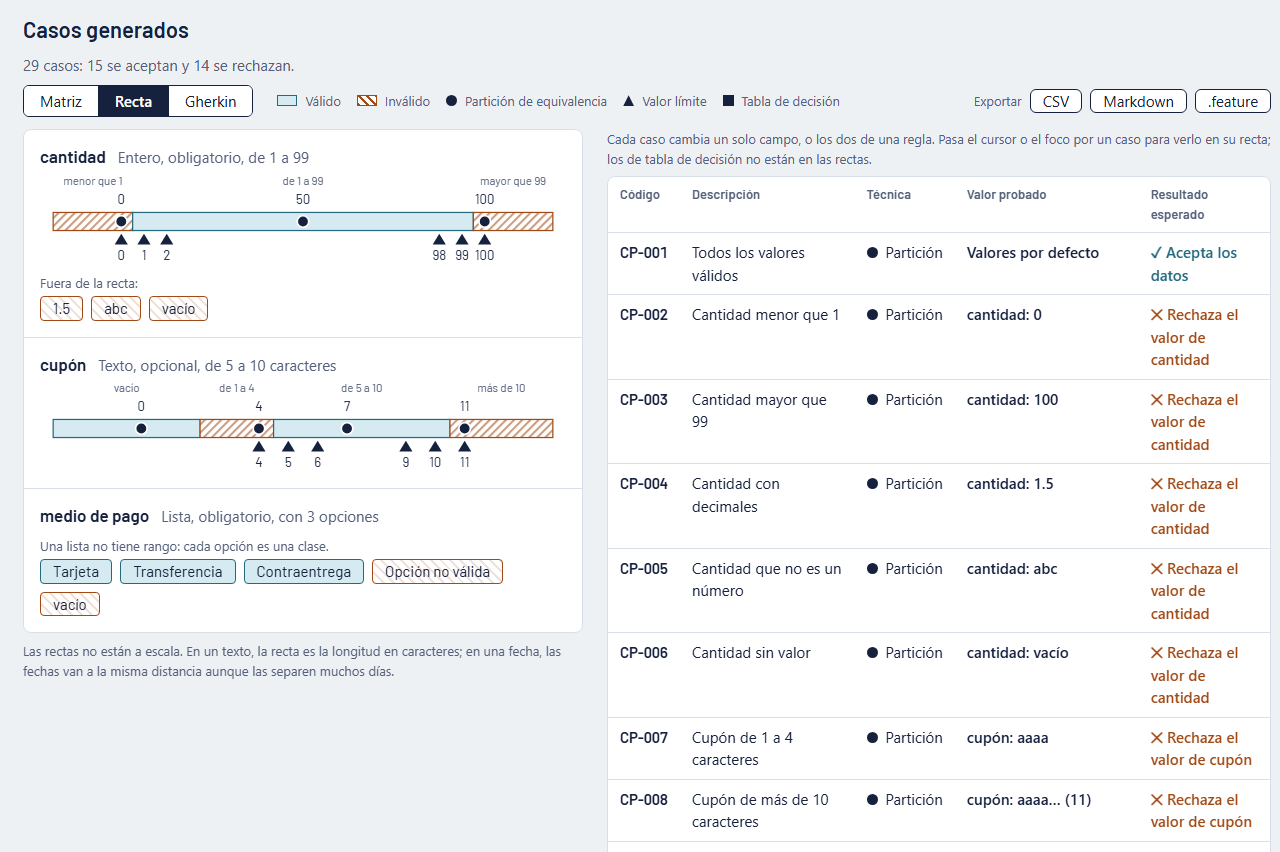 Casos generados
29 casos: 15 se aceptan y 14 se rechazan.
Matriz Recta Gherkin
Válido Inválido Partición de equivalencia Valor límite Tabla de decisión
Exportar CSV Markdown .feature
cantidad Entero, obligatorio, de 1 a 99
menor que 1 de 1 a 99 mayor que 99
0 50 100
0 1 2 98 99 100
Fuera de la recta:
1.5 abc vacío
cupón Texto, opcional, de 5 a 10 caracteres
vacío de 1 a 4 de 5 a 10 más de 10
0 4 7 11
4 5 6 9 10 11
medio de pago Lista, obligatorio, con 3 opciones
Una lista no tiene rango: cada opción es una clase.
Tarjeta Transferencia Contraentrega Opción no válida
vacío
Las rectas no están a escala. En un texto, la recta es la longitud en caracteres; en una fecha, las
fechas van a la misma distancia aunque las separen muchos días.
Cada caso cambia un solo campo, o los dos de una regla. Pasa el cursor o el foco por un caso para verlo en su recta;
los de tabla de decisión no están en las rectas.
Código Descripción Técnica Valor probado Resultado
esperado
CP-001 Todos los valores Partición Valores por defecto ✓ Acepta los
válidos datos
CP-002 Cantidad menor que 1 Partición cantidad: 0 ✕ Rechaza el
valor de
cantidad
CP-003 Cantidad mayor que Partición cantidad: 100 ✕ Rechaza el
99 valor de
cantidad
CP-004 Cantidad con Partición cantidad: 1.5 ✕ Rechaza el
decimales valor de
cantidad
CP-005 Cantidad que no es un Partición cantidad: abc ✕ Rechaza el
número valor de
cantidad
CP-006 Cantidad sin valor Partición cantidad: vacío ✕ Rechaza el
valor de
cantidad
CP-007 Cupón de 1 a 4 Partición cupón: aaaa ✕ Rechaza el
caracteres valor de cupón
CP-008 Cupón de más de 10 Partición cupón: aaaa… (11) ✕ Rechaza el
caracteres valor de cupón